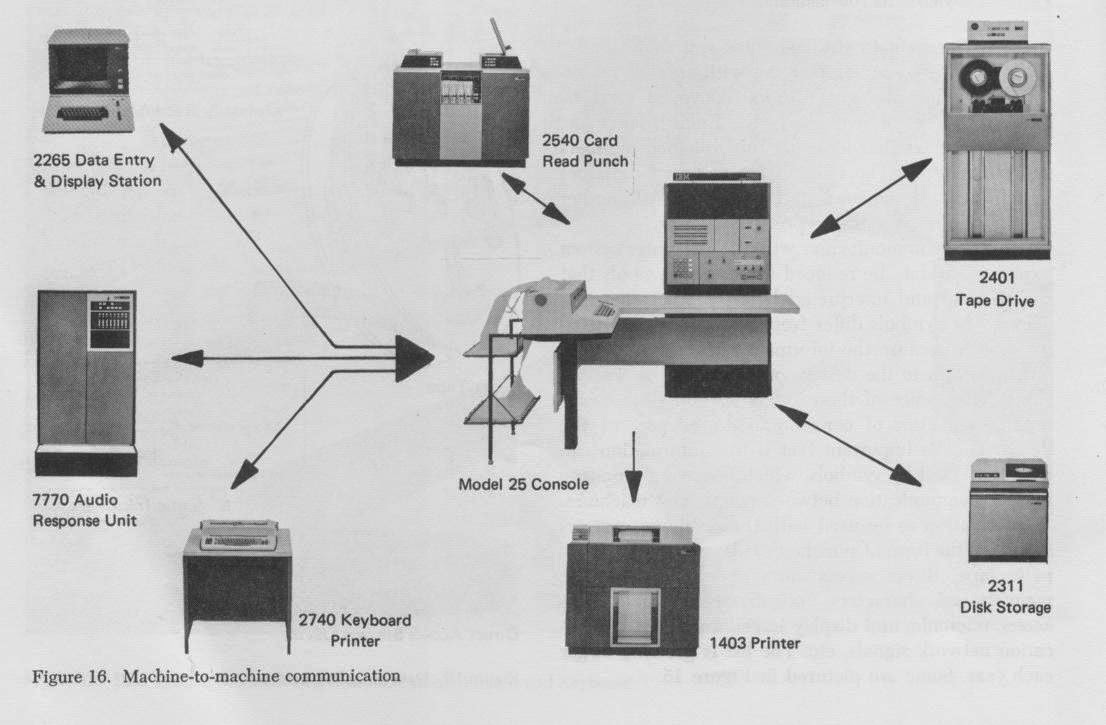 2265 Data Entry
& Display Station
2540 Card
Read Punch
IBM
2401
Tape Drive
7770 Audio
Response Unit
Model 25 Console
2311
Disk Storage
2740 Keyboard
Printer
1403 Printer
Figure 16. Machine-to-machine communication